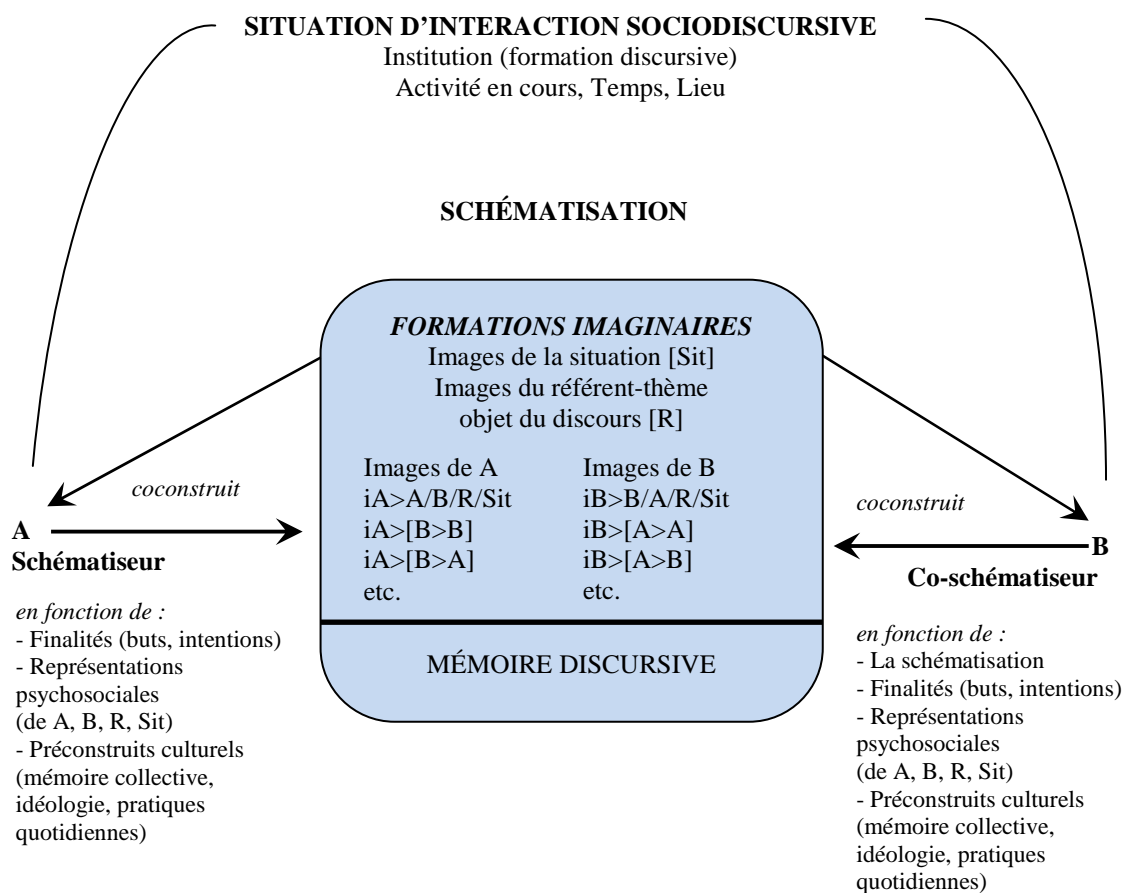 SITUATION D’INTERACTION SOCIODISCURSIVE
Institution (formation discursive)
Activité en cours, Temps, Lieu
SCHÉMATISATION
FORMATIONS IMAGINAIRES
Images de la situation [Sit]
Images du référent-thème
objet du discours [R]
Images de A
iA>A/B/R/Sit
iA>[B>B]
iA>[B>A]
etc.
Images de B
iB>B/A/R/Sit
iB>[A>A]
iB>[A>B]
etc.
MÉMOIRE DISCURSIVE
coconstruit
A
Schématiseur
en fonction de :
- Finalités (buts, intentions)
- Représentations
psychosociales
(de A, B, R, Sit)
- Préconstruits culturels
(mémoire collective,
idéologie, pratiques
quotidiennes)
coconstruit
B
Co-schématiseur
en fonction de :
- La schématisation
- Finalités (buts, intentions)
- Représentations
psychosociales
(de A, B, R, Sit)
- Préconstruits culturels
(mémoire collective,
idéologie, pratiques
quotidiennes)